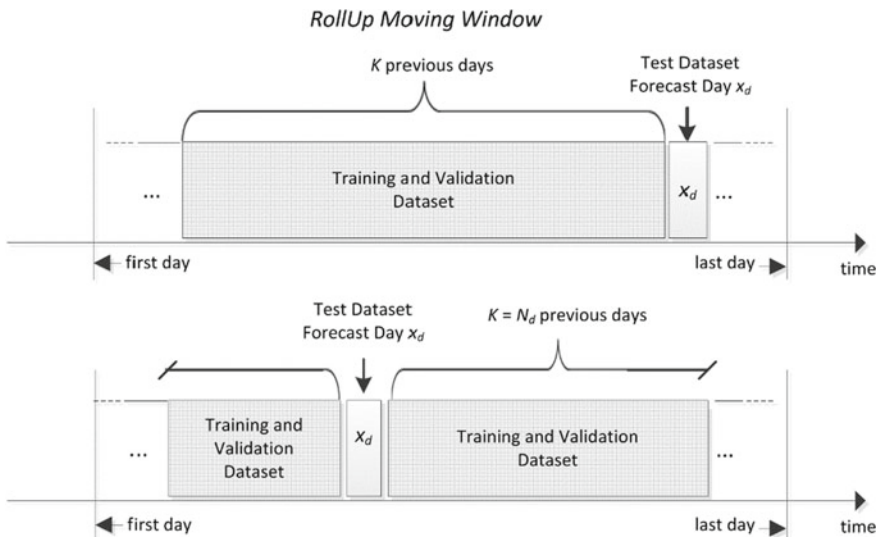 RollUp Moving Window
K previous days
Test Dataset
Forecast Day x_d
Training and Validation
Dataset
x_d
...
...
first day
last day
time
Test Dataset
Forecast Day x_d
K = N_d previous days
Training and
Validation
Dataset
x_d
Training and Validation
Dataset
...
...
first day
last day
time